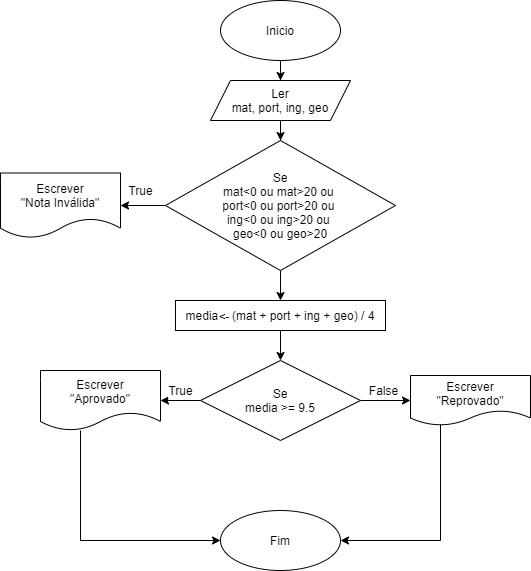 Inicio
Ler
mat, port, ing, geo
Se
mat<0 ou mat>20 ou
port<0 ou port>20 ou
ing<0 ou ing>20 ou
geo<0 ou geo>20
True
Escrever
"Nota Inválida"
media<- (mat + port + ing + geo) / 4
Se
media >= 9.5
True
Escrever
"Aprovado"
False
Escrever
"Reprovado"
Fim